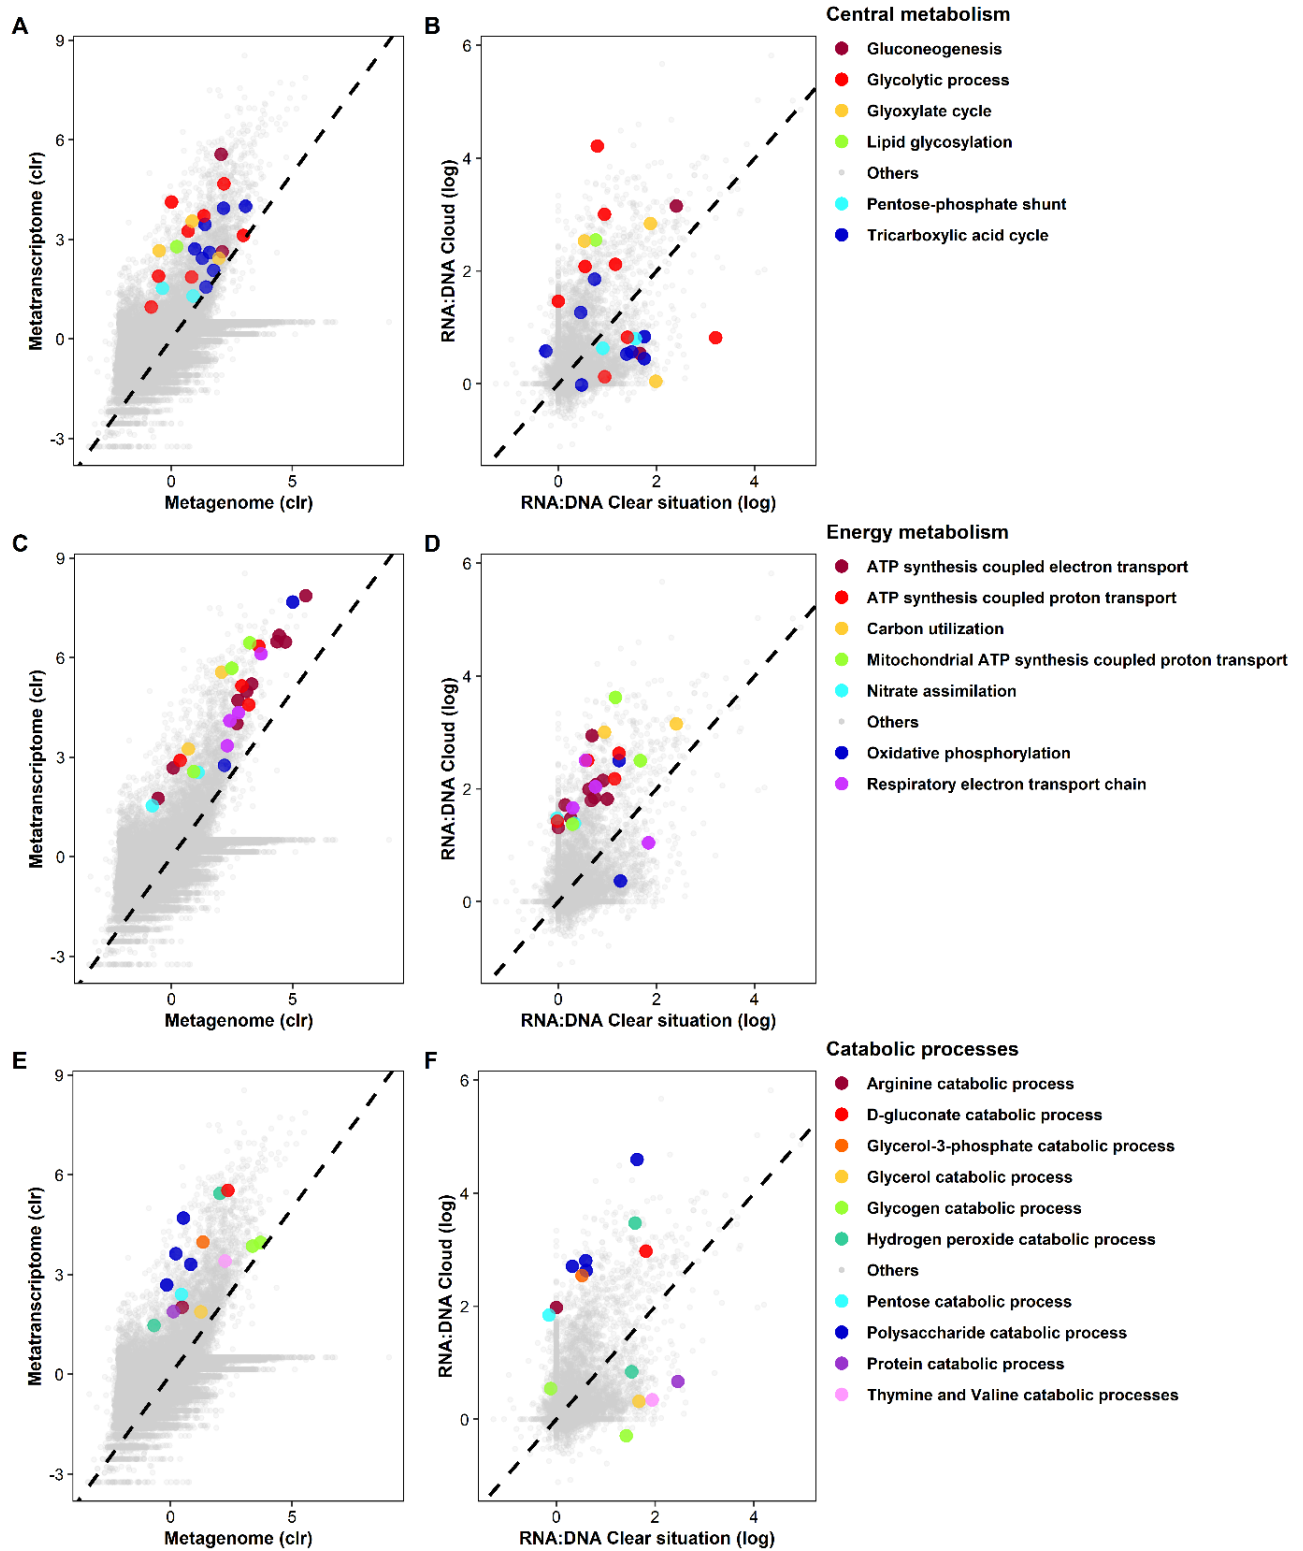 A
B
Central metabolism
Gluconeogenesis
Glycolytic process
Glyoxylate cycle
Lipid glycosylation
Others
Pentose-phosphate shunt
Tricarboxylic acid cycle
9
6
3
0
-3
Metatranscriptome (clr)
0
5
Metagenome (clr)
6
4
2
0
RNA:DNA Cloud (log)
0
2
4
RNA:DNA Clear situation (log)
C
D
Energy metabolism
ATP synthesis coupled electron transport
ATP synthesis coupled proton transport
Carbon utilization
Mitochondrial ATP synthesis coupled proton transport
Nitrate assimilation
Others
Oxidative phosphorylation
Respiratory electron transport chain
9
6
3
0
-3
Metatranscriptome (clr)
0
5
Metagenome (clr)
6
4
2
0
RNA:DNA Cloud (log)
0
2
4
RNA:DNA Clear situation (log)
E
F
Catabolic processes
Arginine catabolic process
D-gluconate catabolic process
Glycerol-3-phosphate catabolic process
Glycerol catabolic process
Glycogen catabolic process
Hydrogen peroxide catabolic process
Others
Pentose catabolic process
Polysaccharide catabolic process
Protein catabolic process
Thymine and Valine catabolic processes
9
6
3
0
-3
Metatranscriptome (clr)
0
5
Metagenome (clr)
6
4
2
0
RNA:DNA Cloud (log)
0
2
4
RNA:DNA Clear situation (log)